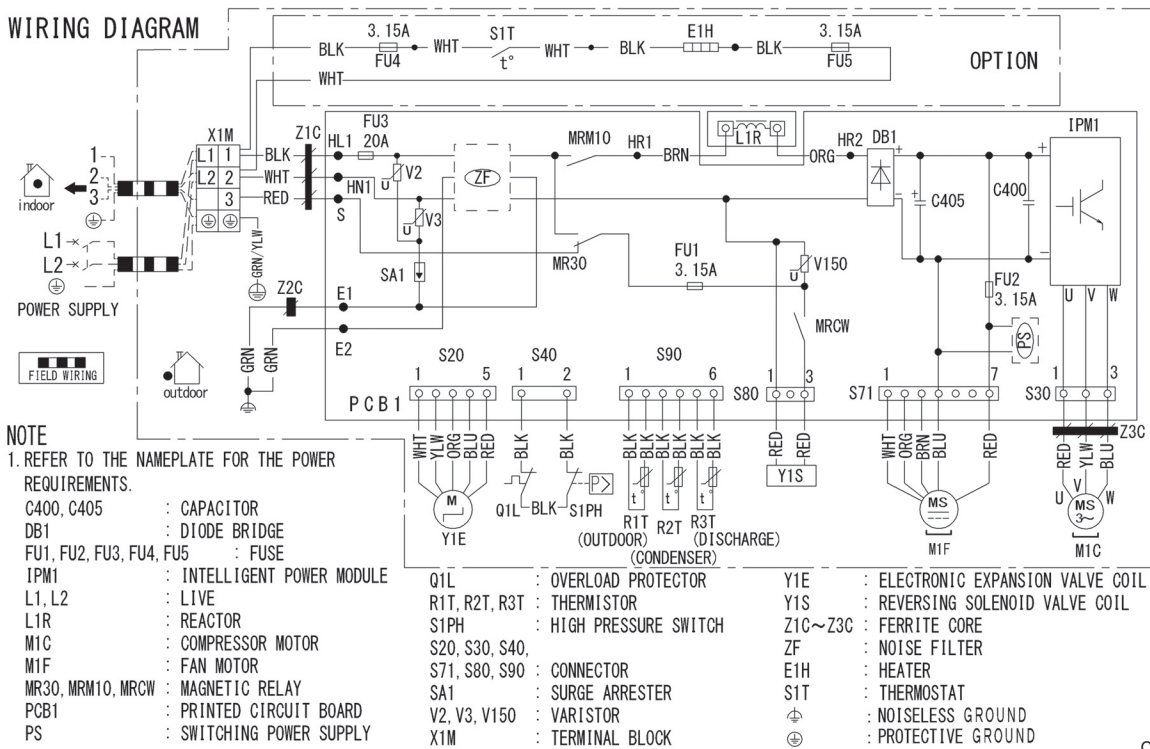 WIRING DIAGRAM
BLK
3.15A
FU4
WHT
S1T
t°
WHT
BLK
E1H
BLK
3.15A
FU5
OPTION
WHT
X1M
L1 1
L2 2
3
1
2
3
indoor
L1
L2
POWER SUPPLY
FIELD WIRING
outdoor
GRN/YLW
BLK
WHT
RED
Z1C
HL1
HN1
S
FU3
20A
V2
U
V3
U
SA1
ZF
MRM10
HR1
BRN
L1R
ORG
HR2
DB1
+
-
C405
C400
IPM1
+
-
U V W
MR30
FU1
3.15A
V150
U
MRCW
FU2
3.15A
PS
Z2C
E1
E2
GRN
GRN
PCB1
S20
1 5
S40
1 2
S90
1 6
S80
1 3
S71
1 7
S30
1 3
Z3C
WHT
YLW
ORG
BLU
RED
M
Y1E
BLK
BLK
Q1L
BLK
S1PH
P>
BLK
BLK
BLK
BLK
BLK
BLK
t°
t°
t°
R1T
(OUTDOOR)
R2T
(CONDENSER)
R3T
(DISCHARGE)
RED
RED
Y1S
WHT
ORG
BRN
BLU
RED
MS
M1F
RED
YLW
BLU
U
V
W
MS
3~
M1C
NOTE
1. REFER TO THE NAMEPLATE FOR THE POWER
REQUIREMENTS.
C400, C405 : CAPACITOR
DB1 : DIODE BRIDGE
FU1, FU2, FU3, FU4, FU5 : FUSE
IPM1 : INTELLIGENT POWER MODULE
L1, L2 : LIVE
L1R : REACTOR
M1C : COMPRESSOR MOTOR
M1F : FAN MOTOR
MR30, MRM10, MRCW : MAGNETIC RELAY
PCB1 : PRINTED CIRCUIT BOARD
PS : SWITCHING POWER SUPPLY
Q1L : OVERLOAD PROTECTOR
R1T, R2T, R3T : THERMISTOR
S1PH : HIGH PRESSURE SWITCH
S20, S30, S40,
S71, S80, S90 : CONNECTOR
SA1 : SURGE ARRESTER
V2, V3, V150 : VARISTOR
X1M : TERMINAL BLOCK
Y1E : ELECTRONIC EXPANSION VALVE COIL
Y1S : REVERSING SOLENOID VALVE COIL
Z1C~Z3C : FERRITE CORE
ZF : NOISE FILTER
E1H : HEATER
S1T : THERMOSTAT
: NOISELESS GROUND
: PROTECTIVE GROUND